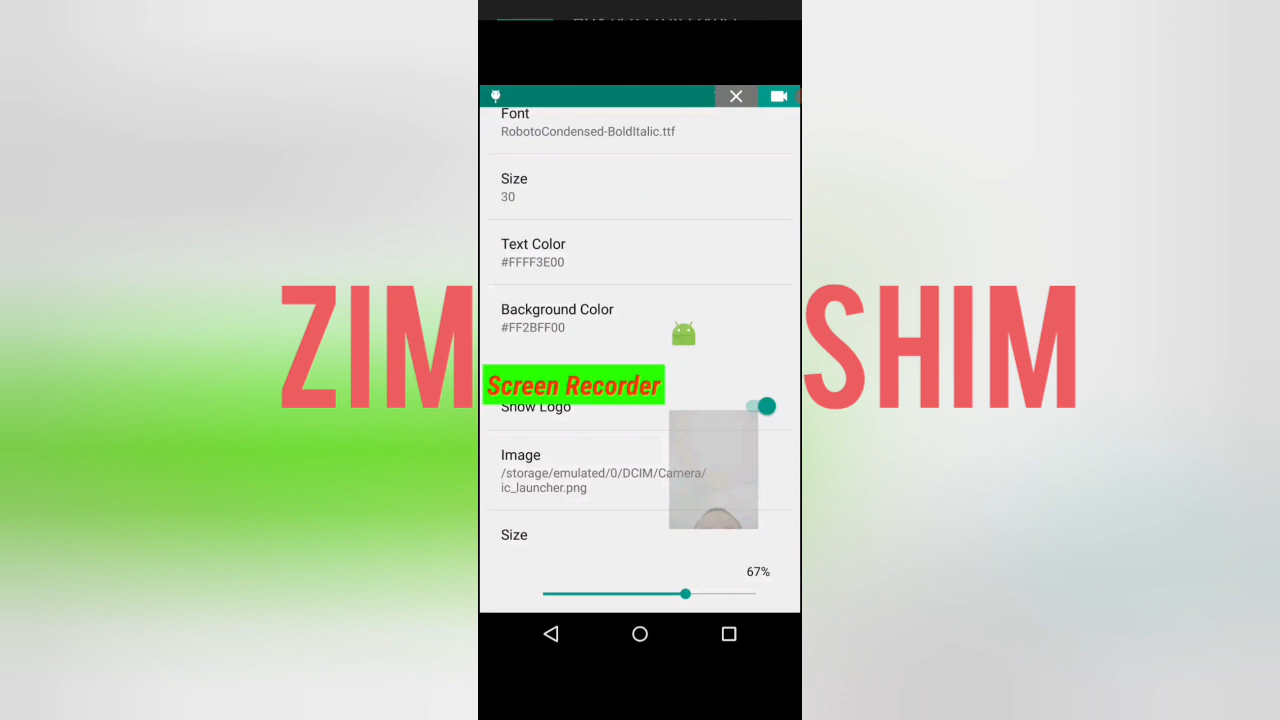 Font
RobotoCondensed-BoldItalic.ttf
Size
30
Text Color
#FFFF3E00
Background Color
#FF2BFF00
ZIM
SHIM
Screen Recorder
Show Logo
Image
/storage/emulated/0/DCIM/Camera/
ic_launcher.png
Size
67%